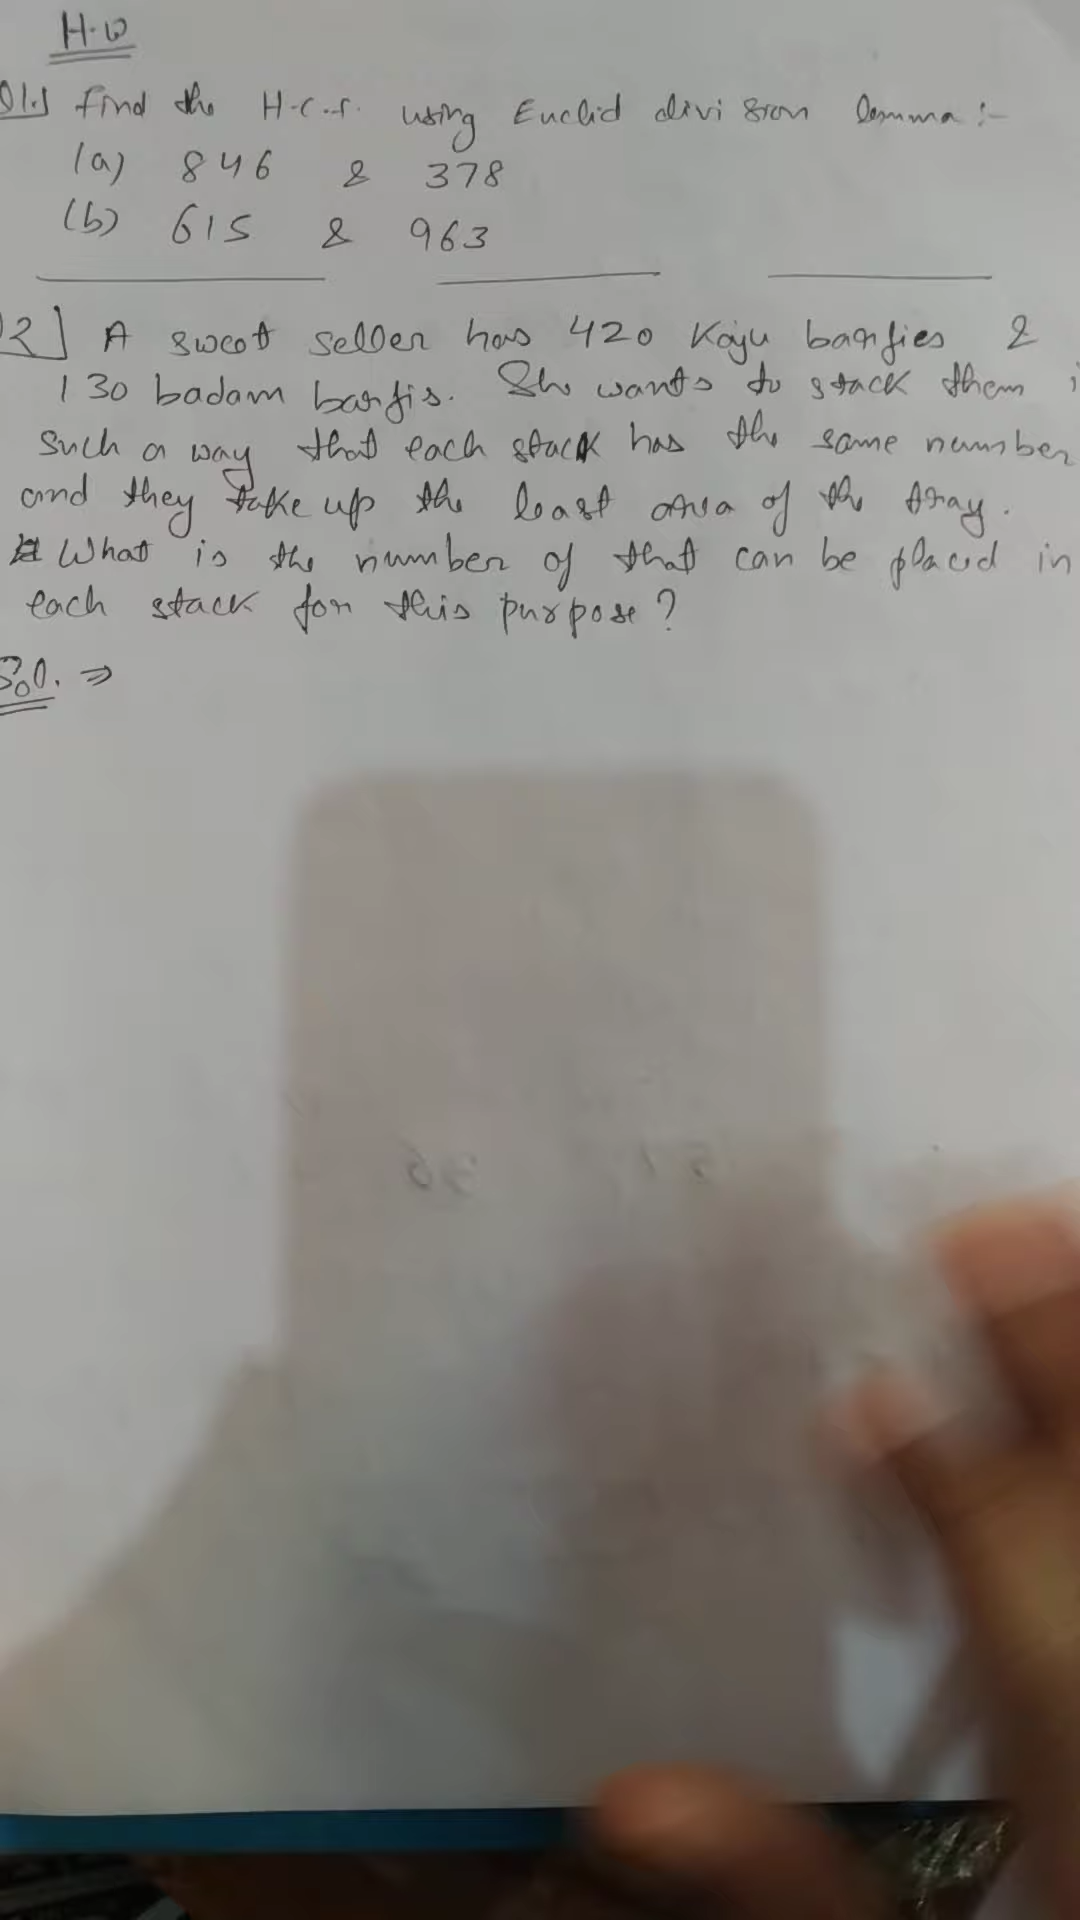 H.W
Q1.] Find the H.C.F. using Euclid division lemma :-
(a) 846 & 378
(b) 615 & 963
Q2] A sweet seller has 420 Kaju barfies &
130 badam barfis. She wants to stack them i
such a way that each stack has the same number
and they take up the least area of the tray.
What is the number of that can be placed in
each stack for this purpose?
Sol. ⇒